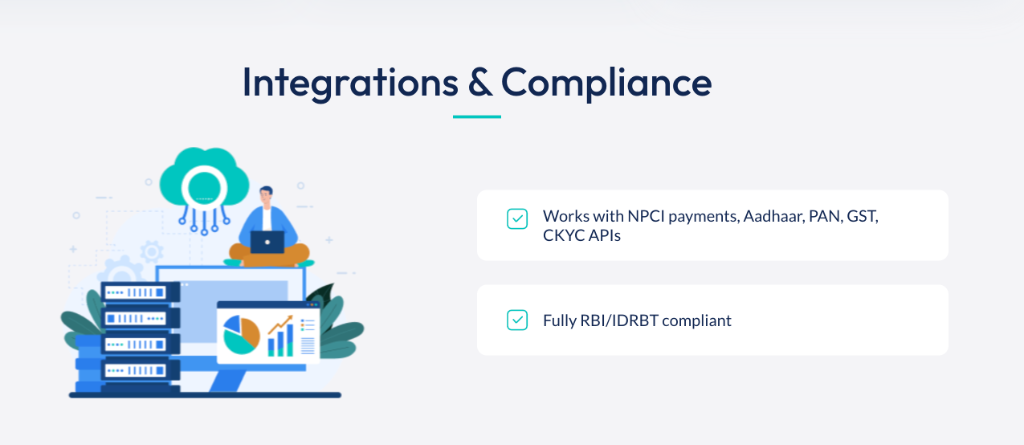 Integrations & Compliance
Works with NPCI payments, Aadhaar, PAN, GST,
CKYC APIs
Fully RBI/IDRBT compliant